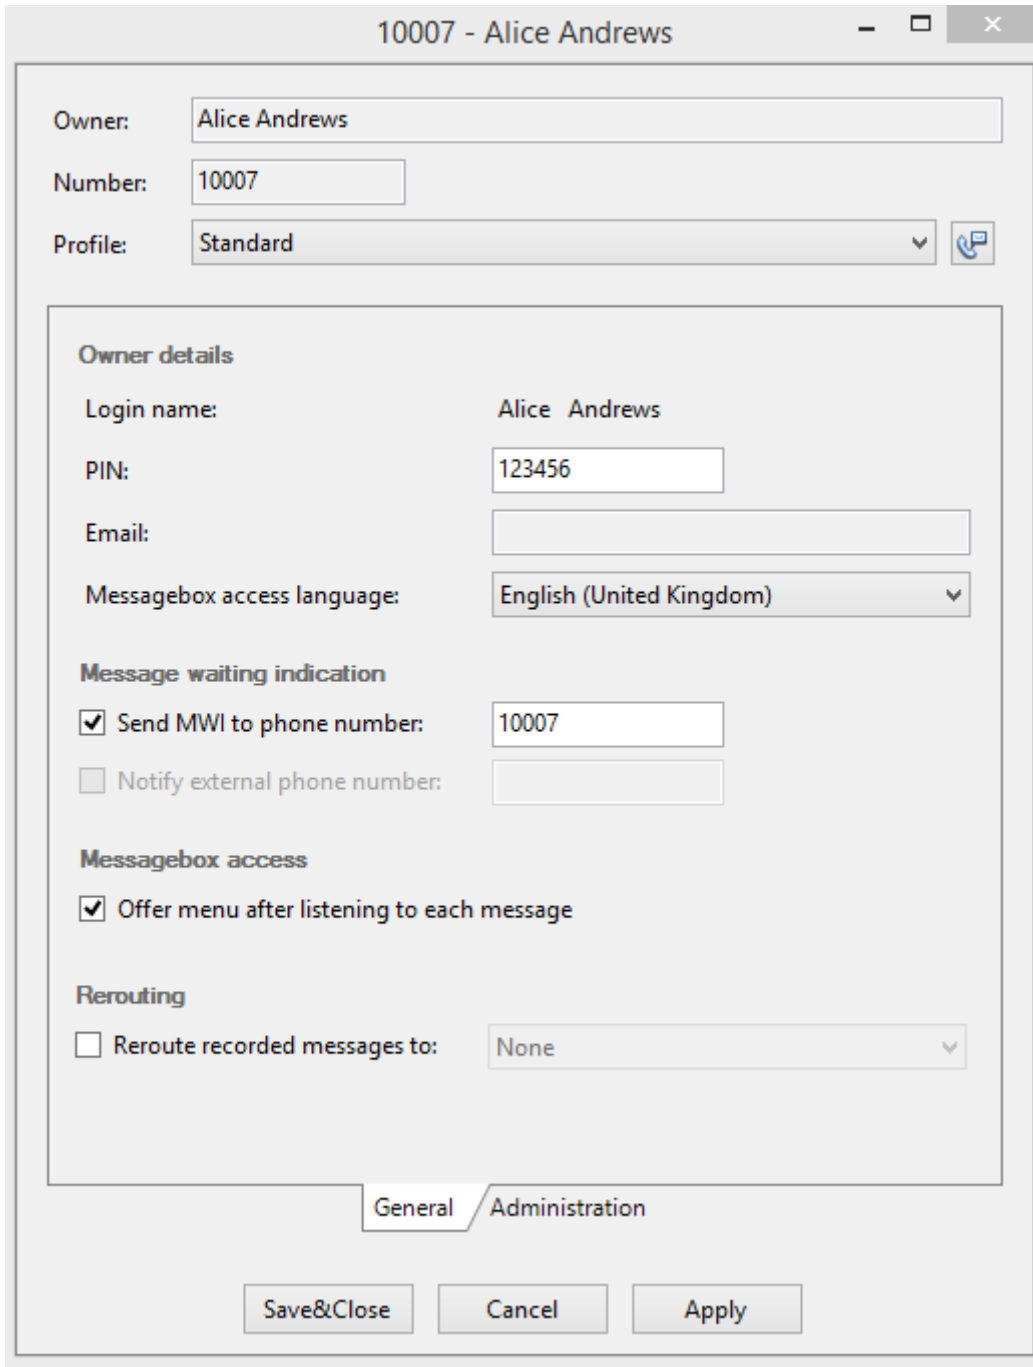 10007 - Alice Andrews
Owner: Alice Andrews
Number: 10007
Profile: Standard
Owner details
Login name: Alice Andrews
PIN: 123456
Email:
Messagebox access language: English (United Kingdom)
Message waiting indication
Send MWI to phone number: 10007
Notify external phone number:
Messagebox access
Offer menu after listening to each message
Rerouting
Reroute recorded messages to: None
General Administration
Save&Close Cancel Apply